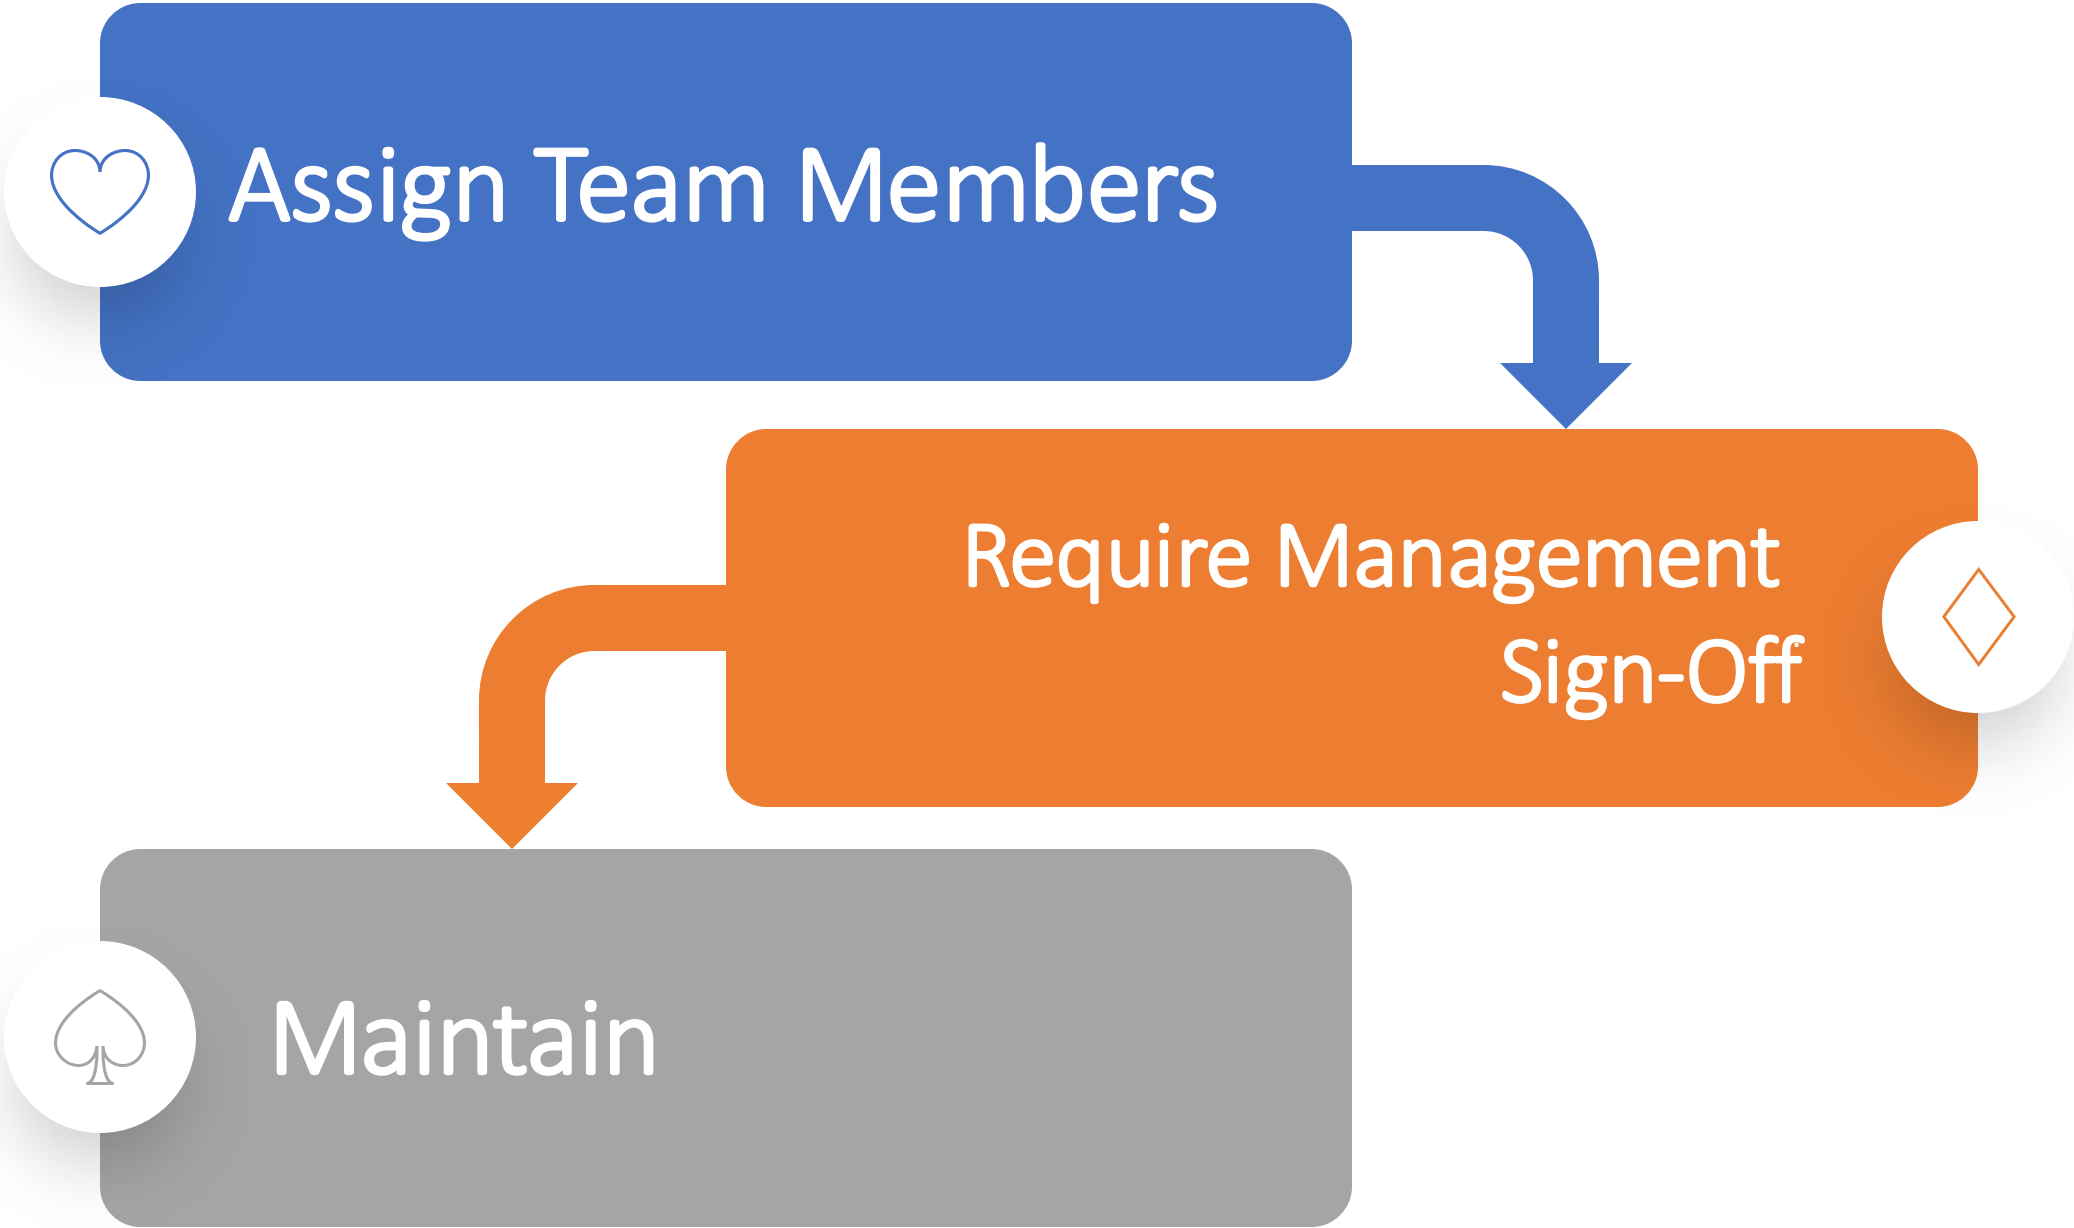 Assign Team Members
Require Management
Sign-Off
Maintain